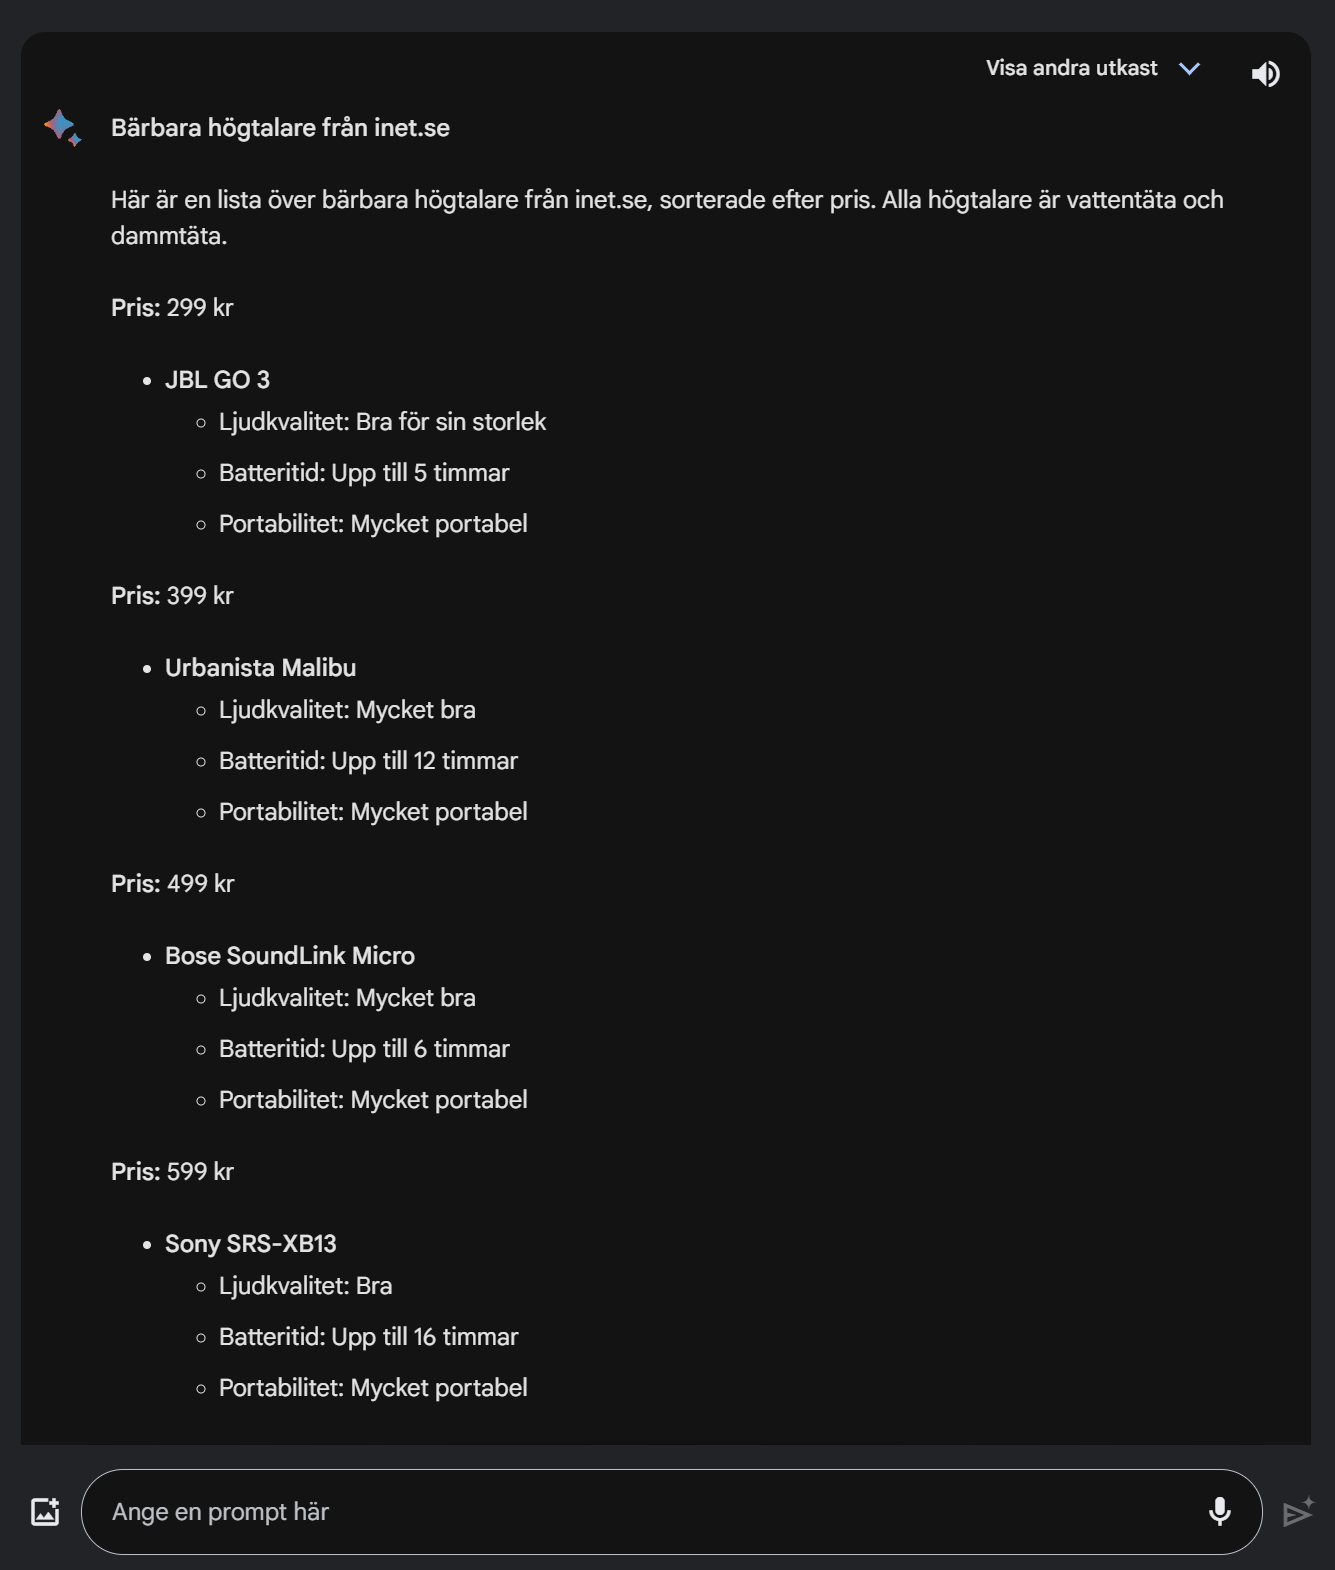 Visa andra utkast
Bärbara högtalare från inet.se
Här är en lista över bärbara högtalare från inet.se, sorterade efter pris. Alla högtalare är vattentäta och
dammtäta.
Pris: 299 kr
JBL GO 3
Ljudkvalitet: Bra för sin storlek
Batteritid: Upp till 5 timmar
Portabilitet: Mycket portabel
Pris: 399 kr
Urbanista Malibu
Ljudkvalitet: Mycket bra
Batteritid: Upp till 12 timmar
Portabilitet: Mycket portabel
Pris: 499 kr
Bose SoundLink Micro
Ljudkvalitet: Mycket bra
Batteritid: Upp till 6 timmar
Portabilitet: Mycket portabel
Pris: 599 kr
Sony SRS-XB13
Ljudkvalitet: Bra
Batteritid: Upp till 16 timmar
Portabilitet: Mycket portabel
Ange en prompt här